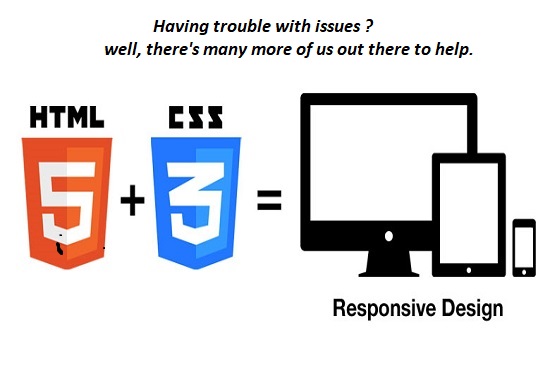 Having trouble with issues ?
well, there's many more of us out there to help.
HTML CSS
5 + 3 =
Responsive Design